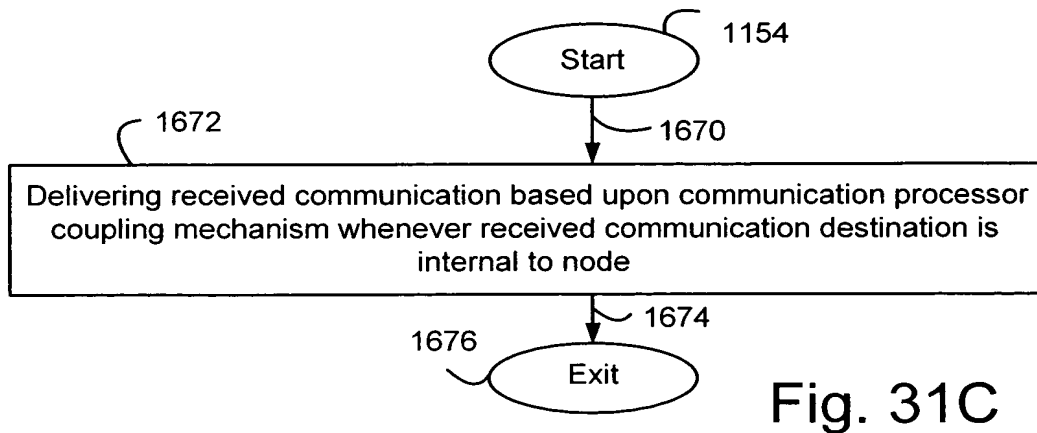 1154
Start
1672
1670
Delivering received communication based upon communication processor
coupling mechanism whenever received communication destination is
internal to node
1674
1676
Exit
Fig. 31C